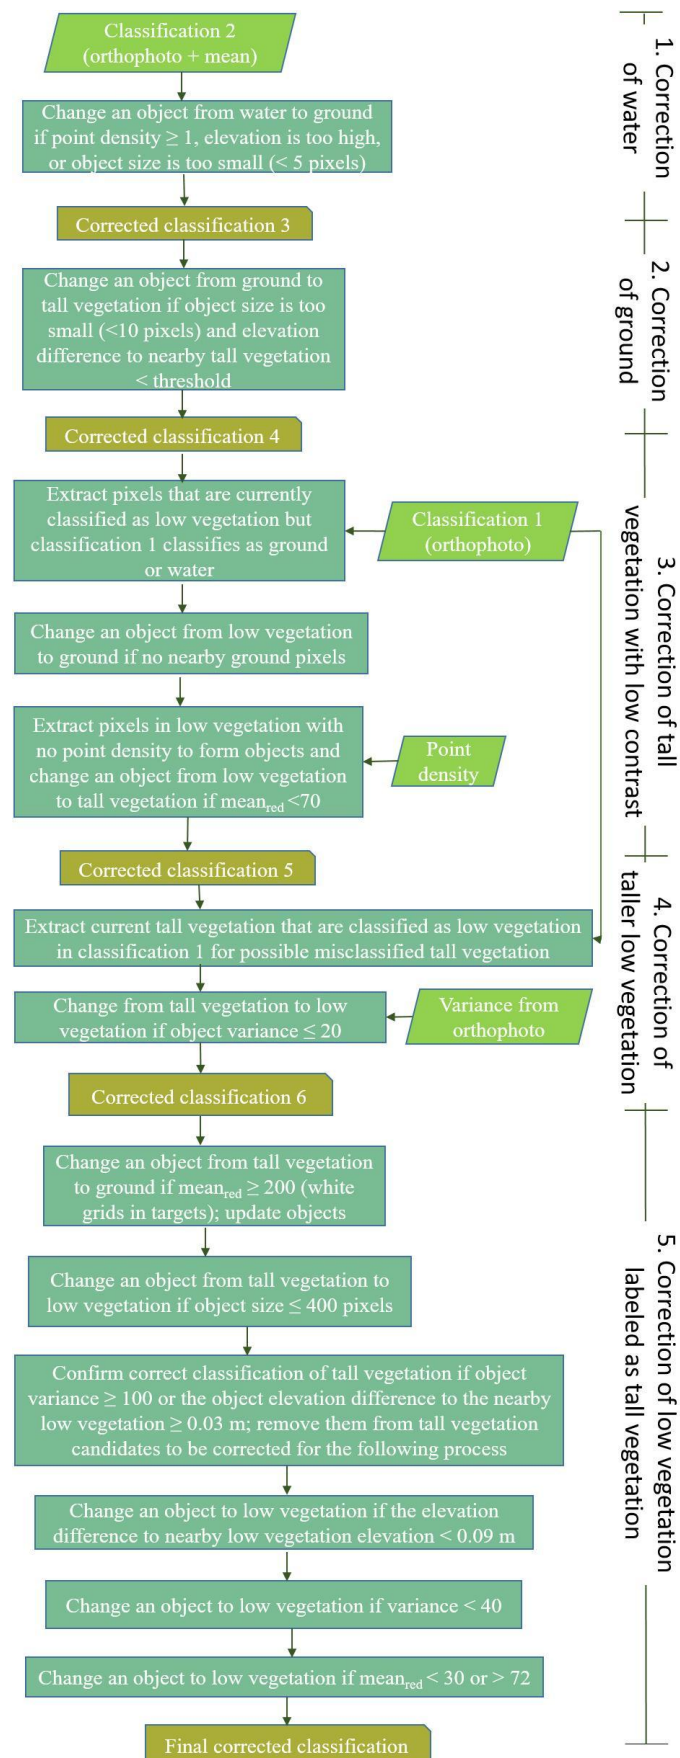 Classification 2
(orthophoto + mean)
Change an object from water to ground
if point density ≥ 1, elevation is too high,
or object size is too small (< 5 pixels)
1. Correction
of water
Corrected classification 3
Change an object from ground to
tall vegetation if object size is too
small (<10 pixels) and elevation
difference to nearby tall vegetation
< threshold
2. Correction
of ground
Corrected classification 4
Extract pixels that are currently
classified as low vegetation but
classification 1 classifies as ground
or water
Classification 1
(orthophoto)
Change an object from low vegetation
to ground if no nearby ground pixels
Extract pixels in low vegetation with
no point density to form objects and
change an object from low vegetation
to tall vegetation if mean_red <70
Point
density
3. Correction of tall
vegetation with low contrast
Corrected classification 5
Extract current tall vegetation that are classified as low vegetation
in classification 1 for possible misclassified tall vegetation
Change from tall vegetation to low
vegetation if object variance ≤ 20
Variance from
orthophoto
4. Correction of
taller low vegetation
Corrected classification 6
Change an object from tall vegetation
to ground if mean_red ≥ 200 (white
grids in targets); update objects
Change an object from tall vegetation to
low vegetation if object size ≤ 400 pixels
Confirm correct classification of tall vegetation if object
variance ≥ 100 or the object elevation difference to the nearby
low vegetation ≥ 0.03 m; remove them from tall vegetation
candidates to be corrected for the following process
Change an object to low vegetation if the elevation
difference to nearby low vegetation elevation < 0.09 m
Change an object to low vegetation if variance < 40
Change an object to low vegetation if mean_red < 30 or > 72
5. Correction of low vegetation
labeled as tall vegetation
Final corrected classification